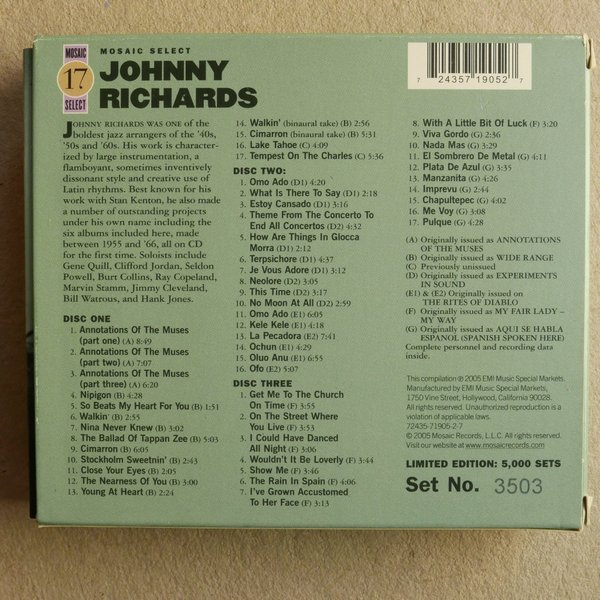 MOSAIC
17
SELECT
MOSAIC SELECT
JOHNNY
RICHARDS
JOHNNY RICHARDS WAS ONE of the
boldest jazz arrangers of the '40s,
'50s and '60s. His work is character-
ized by large instrumentation, a
flamboyant, sometimes inventively
dissonant style and creative use of
Latin rhythms. Best known for his
work with Stan Kenton, he also made
a number of outstanding projects
under his own name including the
six albums included here, made
between 1955 and '66, all on CD
for the first time. Soloists include
Gene Quill, Clifford Jordan, Seldon
Powell, Burt Collins, Ray Copeland,
Marvin Stamm, Jimmy Cleveland,
Bill Watrous, and Hank Jones.
DISC ONE
1. Annotations Of The Muses
(part one) (A) 8:49
2. Annotations Of The Muses
(part two) (A) 7:07
3. Annotations Of The Muses
(part three) (A) 6:20
4. Nipigon (B) 4:28
5. So Beats My Heart For You (B) 1:51
6. Walkin' (B) 2:55
7. Nina Never Knew (B) 3:02
8. The Ballad Of Tappan Zee (B) 5:03
9. Cimarron (B) 6:05
10. Stockholm Sweetnin' (B) 2:43
11. Close Your Eyes (B) 2:05
12. The Nearness Of You (B) 3:00
13. Young At Heart (B) 2:24
14. Walkin' (binaural take) (B) 2:56
15. Cimarron (binaural take) (B) 5:31
16. Lake Tahoe (C) 4:09
17. Tempest On The Charles (C) 5:36
DISC TWO:
1. Omo Ado (D1) 4:20
2. What Is There To Say (D1) 2:18
3. Estoy Cansado (D1) 3:16
4. Theme From The Concerto To
End All Concertos (D2) 4:32
5. How Are Things In Glocca
Morra (D1) 2:12
6. Terpsichore (D1) 4:37
7. Je Vous Adore (D1) 3:12
8. Neolore (D2) 3:05
9. This Time (D2) 3:17
10. No Moon At All (D2) 2:59
11. Omo Ado (E1) 6:05
12. Kele Kele (E1) 4:18
13. La Pecadora (E2) 7:41
14. Ochun (E1) 4:29
15. Oluo Anu (E1) 6:55
16. Ofo (E2) 5:07
DISC THREE
1. Get Me To The Church
On Time (F) 3:55
2. On The Street Where
You Live (F) 3:53
3. I Could Have Danced
All Night (F) 3:06
4. Wouldn't It Be Loverly (F) 3:44
5. Show Me (F) 3:46
6. The Rain In Spain (F) 4:06
7. I've Grown Accustomed
To Her Face (F) 3:13
7 24357 19052 7
8. With A Little Bit Of Luck (F) 3:20
9. Viva Gordo (G) 2:36
10. Nada Mas (G) 3:29
11. El Sombrero De Metal (G) 4:11
12. Plata De Azul (G) 3:35
13. Manzanita (G) 4:26
14. Imprevu (G) 2:44
15. Chapultepec (G) 4:02
16. Me Voy (G) 3:08
17. Pulque (G) 4:28
(A) Originally issued as ANNOTATIONS
OF THE MUSES
(B) Originally issued as WIDE RANGE
(C) Previously unissued
(D) Originally issued as EXPERIMENTS
IN SOUND
(E1) & (E2) Originally issued on
THE RITES OF DIABLO
(F) Originally issued as MY FAIR LADY –
MY WAY
(G) Originally issued as AQUI SE HABLA
ESPANOL (SPANISH SPOKEN HERE)
Complete personnel and recording data
inside.
This compilation ℗ 2005 EMI Music Special Markets.
Manufactured by EMI Music Special Markets,
1750 Vine Street, Hollywood, California 90028.
All rights reserved. Unauthorized reproduction is a
violation of applicable laws.
72435-71905-2-7
© 2005 Mosaic Records, L.L.C. All rights reserved.
Visit our website at www.mosaicrecords.com
LIMITED EDITION: 5,000 SETS
Set No. 3503